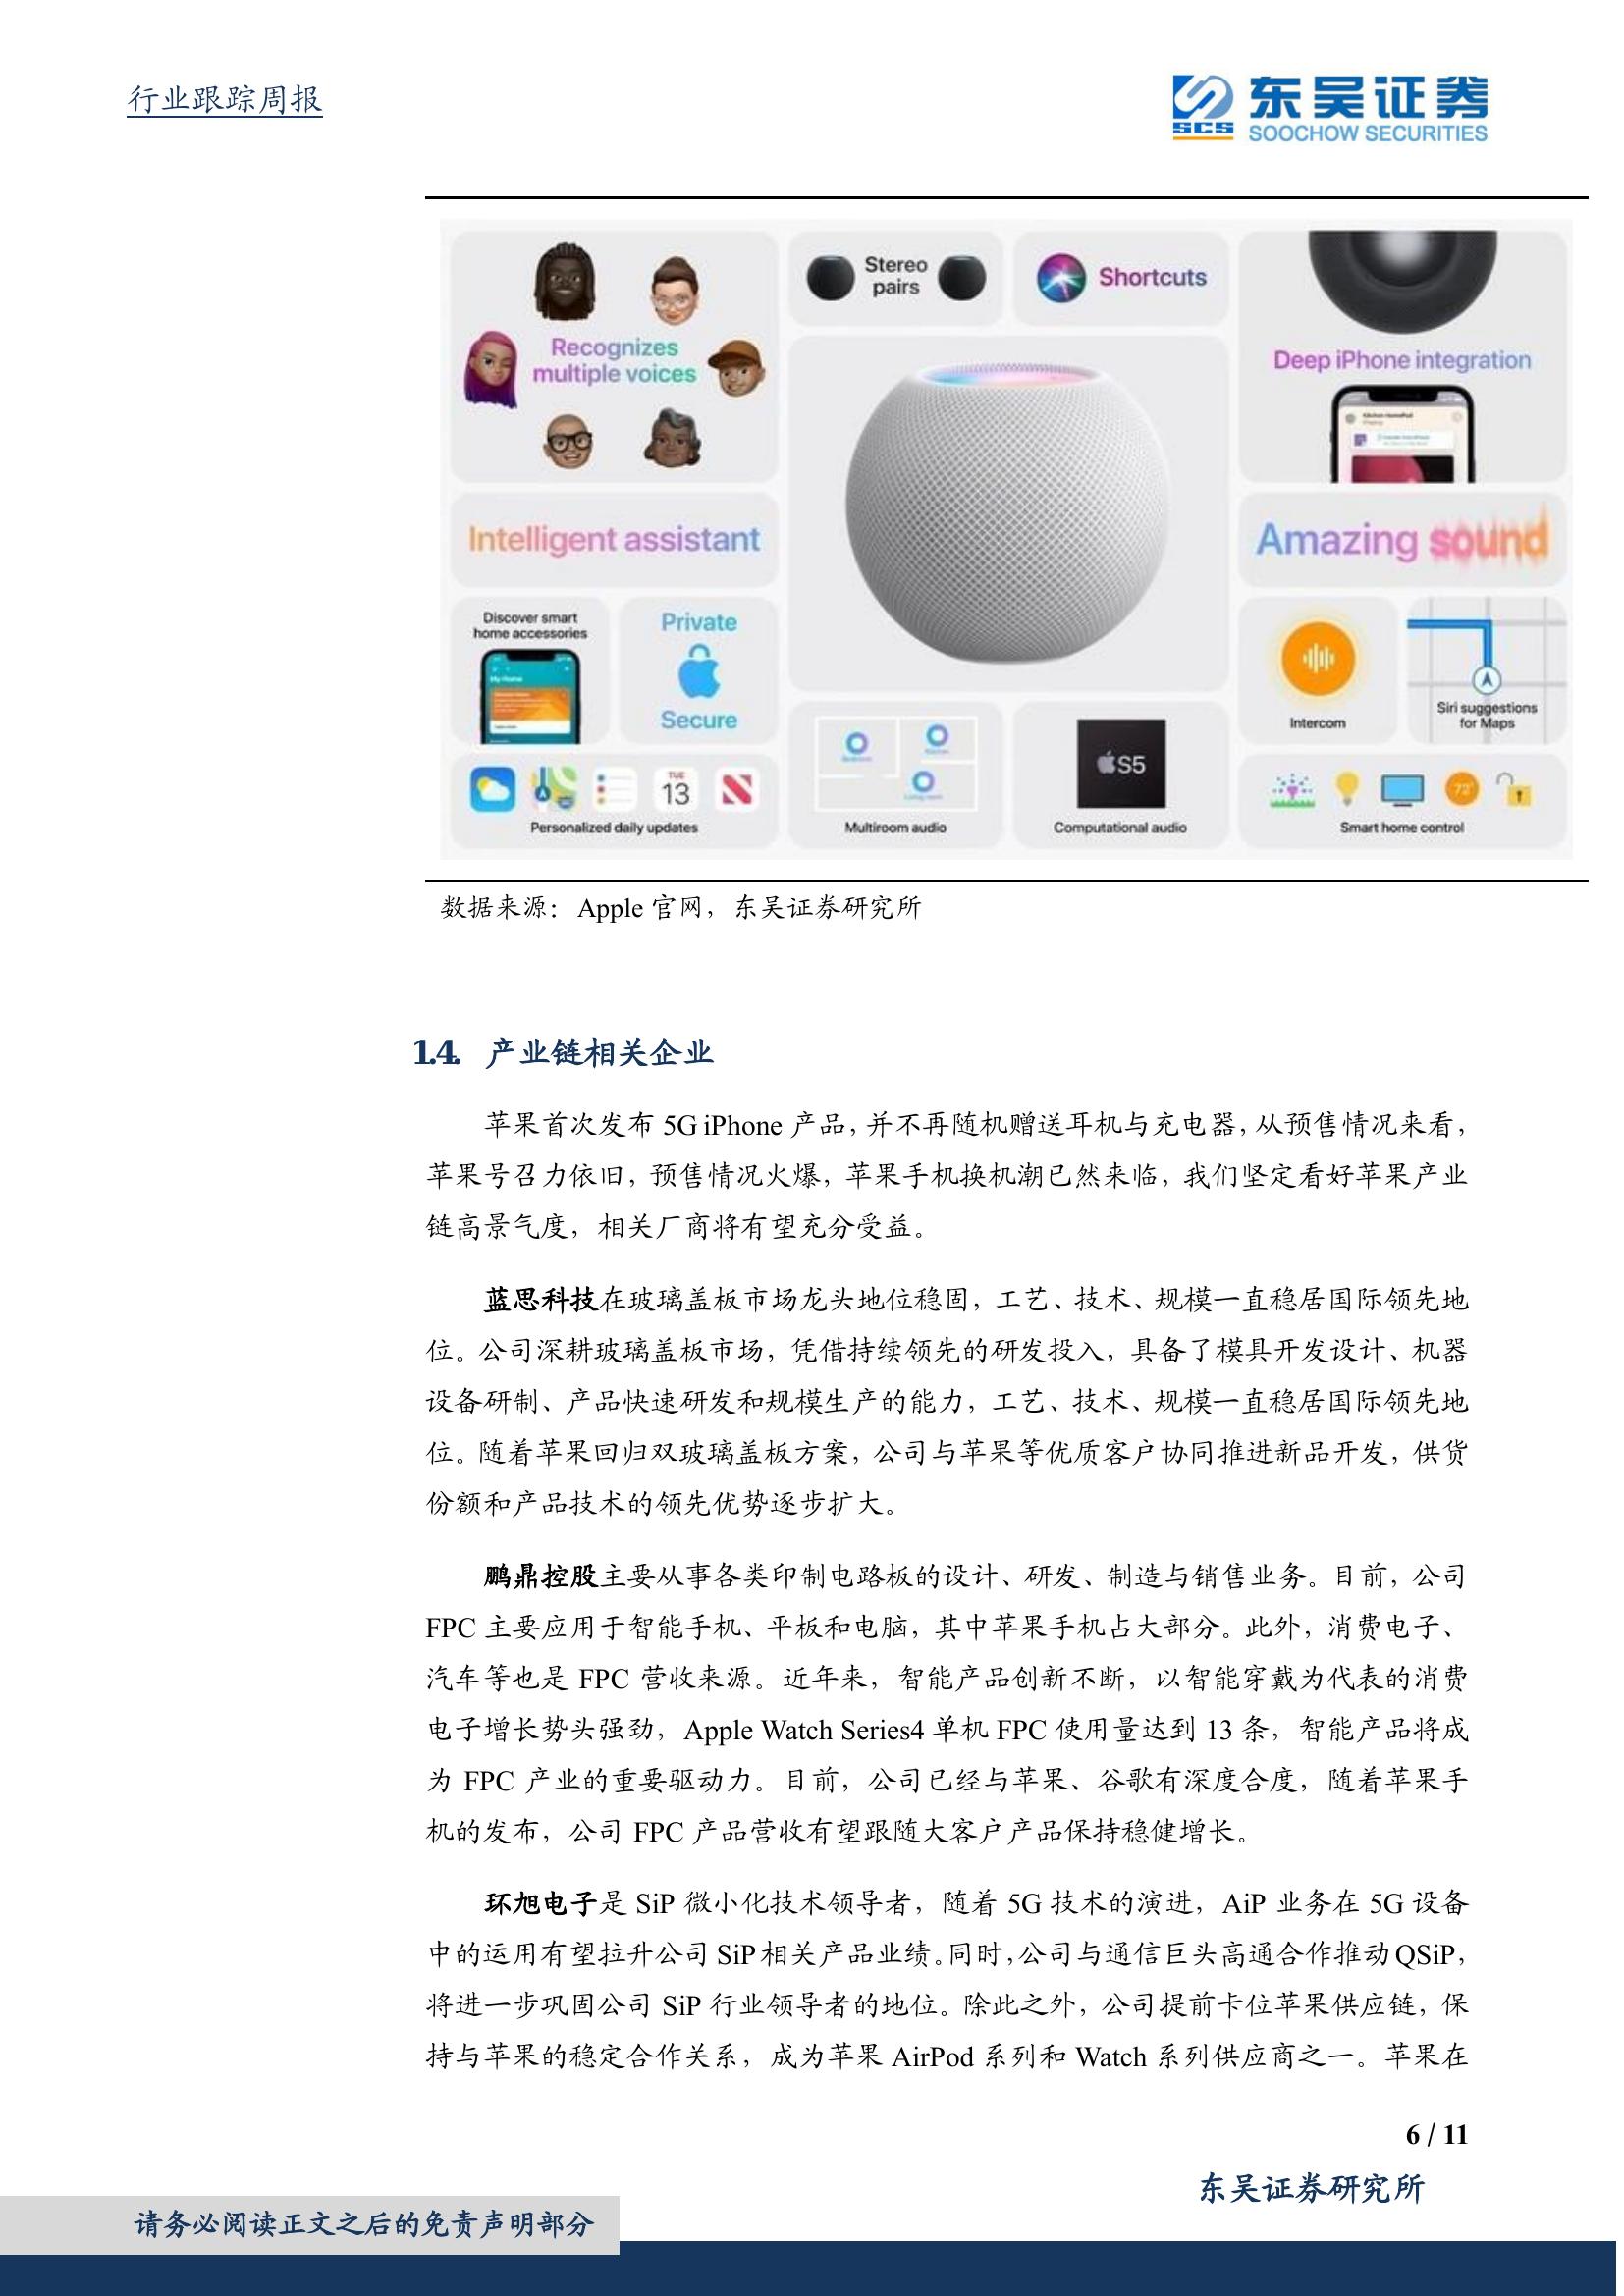 行业跟踪周报
东吴证券
SCS
SOOCHOW SECURITIES
Recognizes
multiple voices
Stereo
pairs
Shortcuts
Deep iPhone integration
Intelligent assistant
Amazing sound
Discover smart
home accessories
My Home
Private
Secure
Intercom
Siri suggestions
for Maps
TUE
13
Personalized daily updates
Multiroom audio
S5
Computational audio
72°
Smart home control
数据来源：Apple 官网，东吴证券研究所
1.4. 产业链相关企业
苹果首次发布 5G iPhone 产品，并不再随机赠送耳机与充电器，从预售情况来看，
苹果号召力依旧，预售情况火爆，苹果手机换机潮已然来临，我们坚定看好苹果产业
链高景气度，相关厂商将有望充分受益。
蓝思科技在玻璃盖板市场龙头地位稳固，工艺、技术、规模一直稳居国际领先地
位。公司深耕玻璃盖板市场，凭借持续领先的研发投入，具备了模具开发设计、机器
设备研制、产品快速研发和规模生产的能力，工艺、技术、规模一直稳居国际领先地
位。随着苹果回归双玻璃盖板方案，公司与苹果等优质客户协同推进新品开发，供货
份额和产品技术的领先优势逐步扩大。
鹏鼎控股主要从事各类印制电路板的设计、研发、制造与销售业务。目前，公司
FPC 主要应用于智能手机、平板和电脑，其中苹果手机占大部分。此外，消费电子、
汽车等也是 FPC 营收来源。近年来，智能产品创新不断，以智能穿戴为代表的消费
电子增长势头强劲，Apple Watch Series4 单机 FPC 使用量达到 13 条，智能产品将成
为 FPC 产业的重要驱动力。目前，公司已经与苹果、谷歌有深度合度，随着苹果手
机的发布，公司 FPC 产品营收有望跟随大客户产品保持稳健增长。
环旭电子是 SiP 微小化技术领导者，随着 5G 技术的演进，AiP 业务在 5G 设备
中的运用有望拉升公司 SiP 相关产品业绩。同时，公司与通信巨头高通合作推动 QSiP，
将进一步巩固公司 SiP 行业领导者的地位。除此之外，公司提前卡位苹果供应链，保
持与苹果的稳定合作关系，成为苹果 AirPod 系列和 Watch 系列供应商之一。苹果在
6 / 11
东吴证券研究所
请务必阅读正文之后的免责声明部分